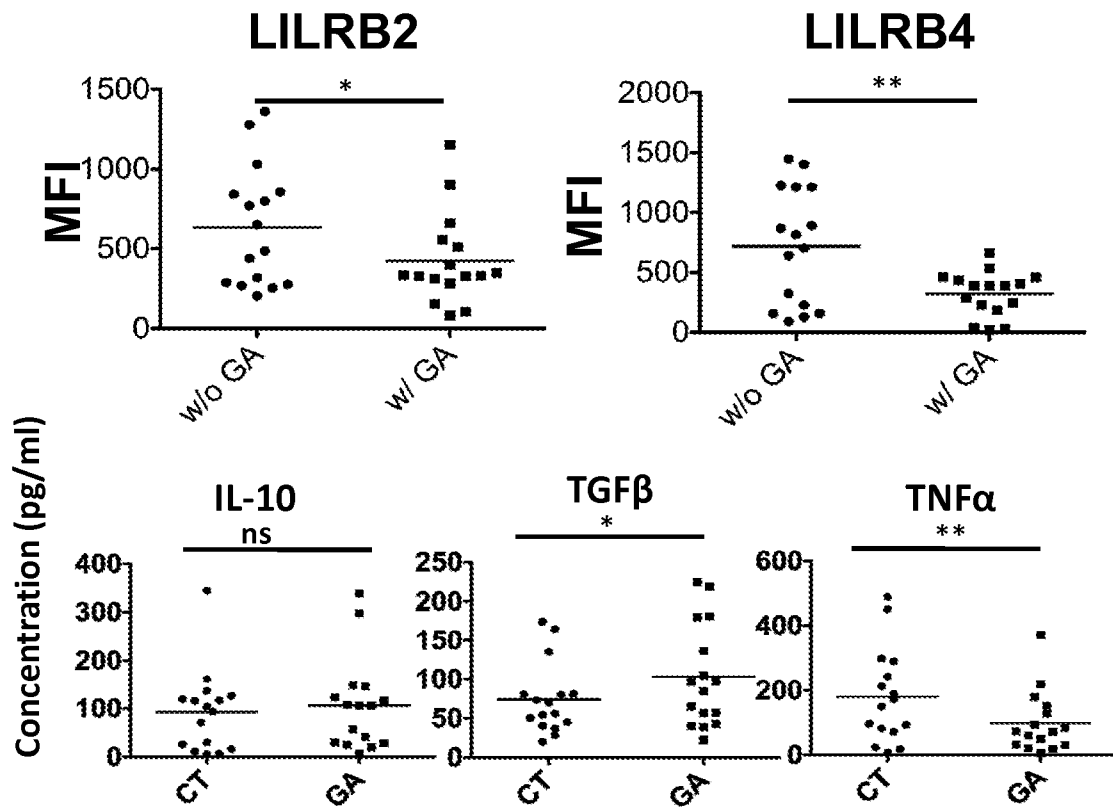 LILRB2
LILRB4
*
**
MFI
1500
1000
500
0
w/o GA
w/ GA
MFI
2000
1500
1000
500
0
w/o GA
w/ GA
Concentration (pg/ml)
IL-10
ns
400
300
200
100
0
CT
GA
TGFβ
*
250
200
150
100
50
0
CT
GA
TNFα
**
600
400
200
0
CT
GA